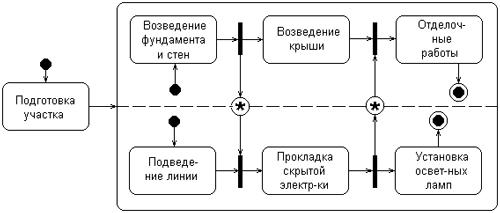 Подготовка
участка
Возведение
фундамента
и стен
Возведение
крыши
Отделоч-
ные
работы
*
*
Подведе-
ние линии
Прокладка
скрытой
электр-ки
Установка
освет-ных
ламп